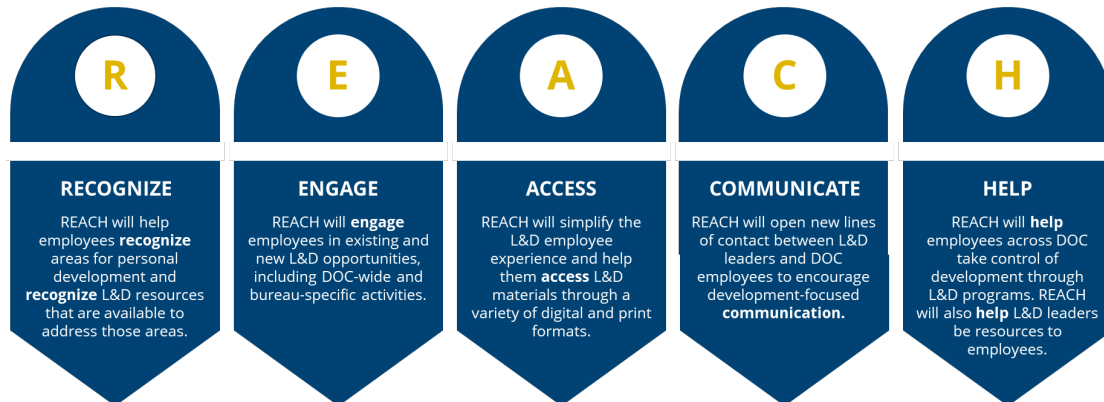 R
RECOGNIZE
REACH will help
employees recognize
areas for personal
development and
recognize L&D resources
that are available to
address those areas.
E
ENGAGE
REACH will engage
employees in existing and
new L&D opportunities,
including DOC-wide and
bureau-specific activities.
A
ACCESS
REACH will simplify the
L&D employee
experience and help
them access L&D
materials through a
variety of digital and print
formats.
C
COMMUNICATE
REACH will open new lines
of contact between L&D
leaders and DOC
employees to encourage
development-focused
communication.
H
HELP
REACH will help
employees across DOC
take control of
development through
L&D programs. REACH
will also help L&D leaders
be resources to
employees.